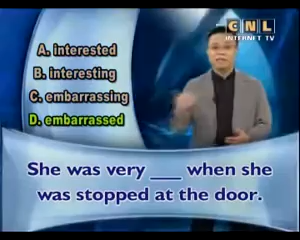 CNL
INTERNET TV
A. interested
B. interesting
C. embarrassing
D. embarrassed
She was very ___ when she
was stopped at the door.